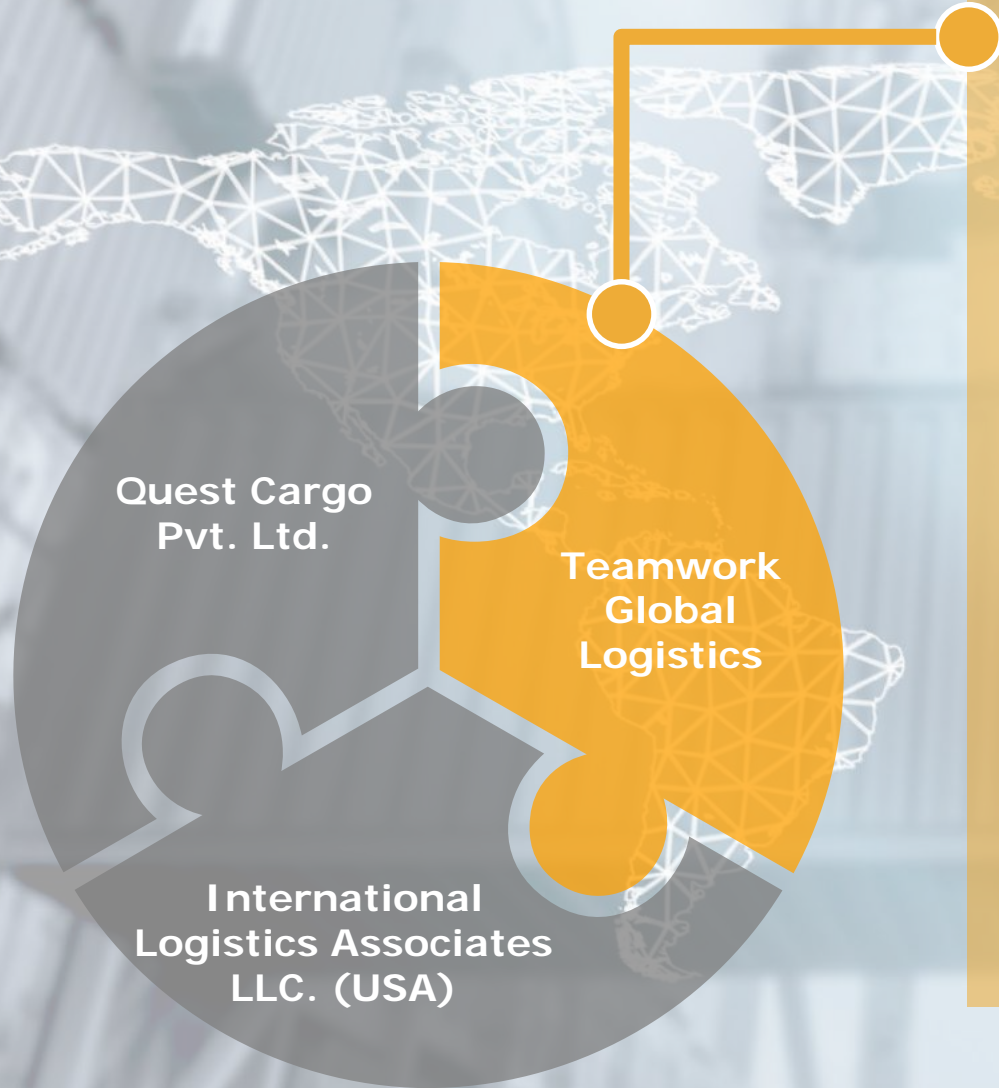 Quest Cargo
Pvt. Ltd.
Teamwork
Global
Logistics
International
Logistics Associates
LLC. (USA)